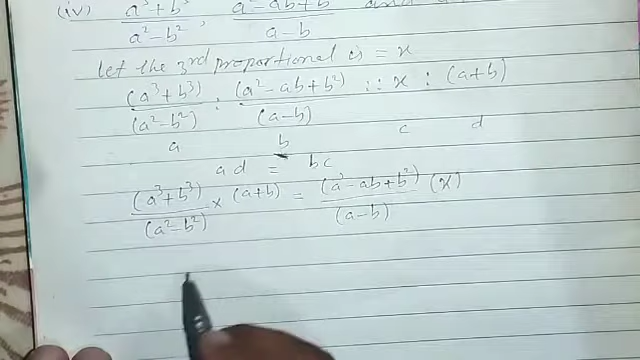 (iv) a³+b³ / a²-b² , a²-ab+b² / a-b and
Let the 3rd proportional is = x
(a³+b³) / (a²-b²) : (a²-ab+b²) / (a-b) :: x : (a+b)
a b c d
ad = bc
(a³+b³) / (a²-b²) × (a+b) = (a²-ab+b²) / (a-b) (x)